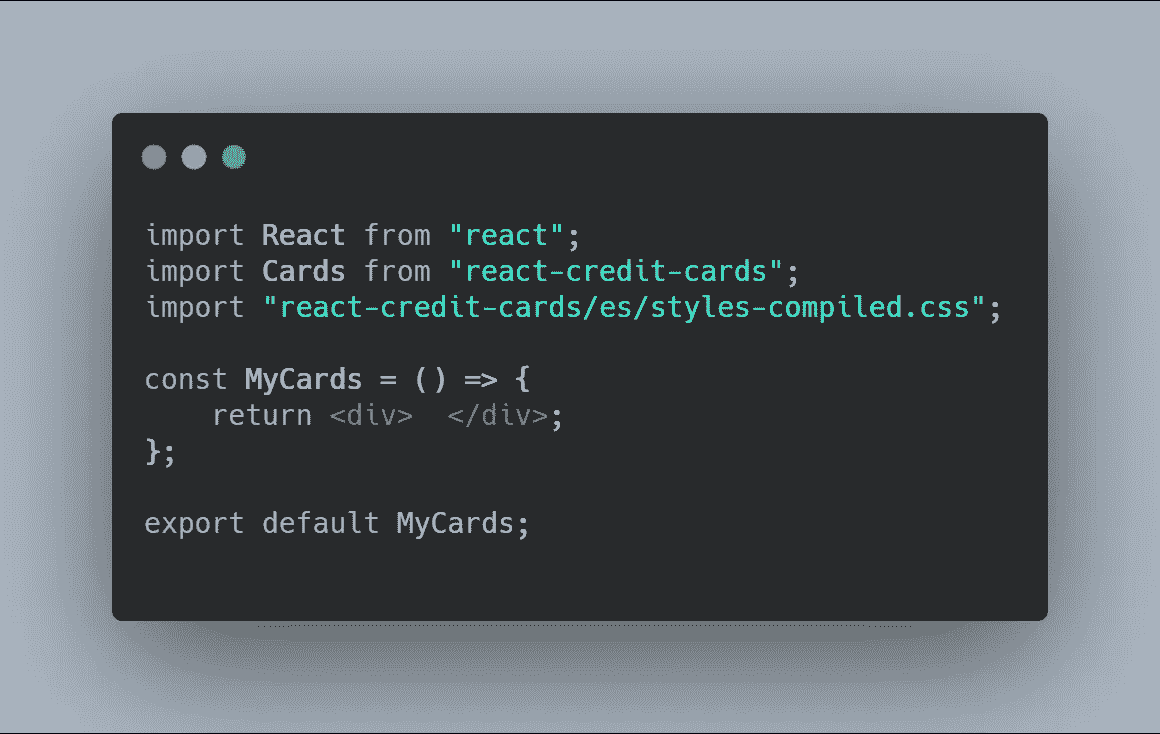 import React from "react";
import Cards from "react-credit-cards";
import "react-credit-cards/es/styles-compiled.css";
const MyCards = () => {
    return <div>  </div>;
};
export default MyCards;